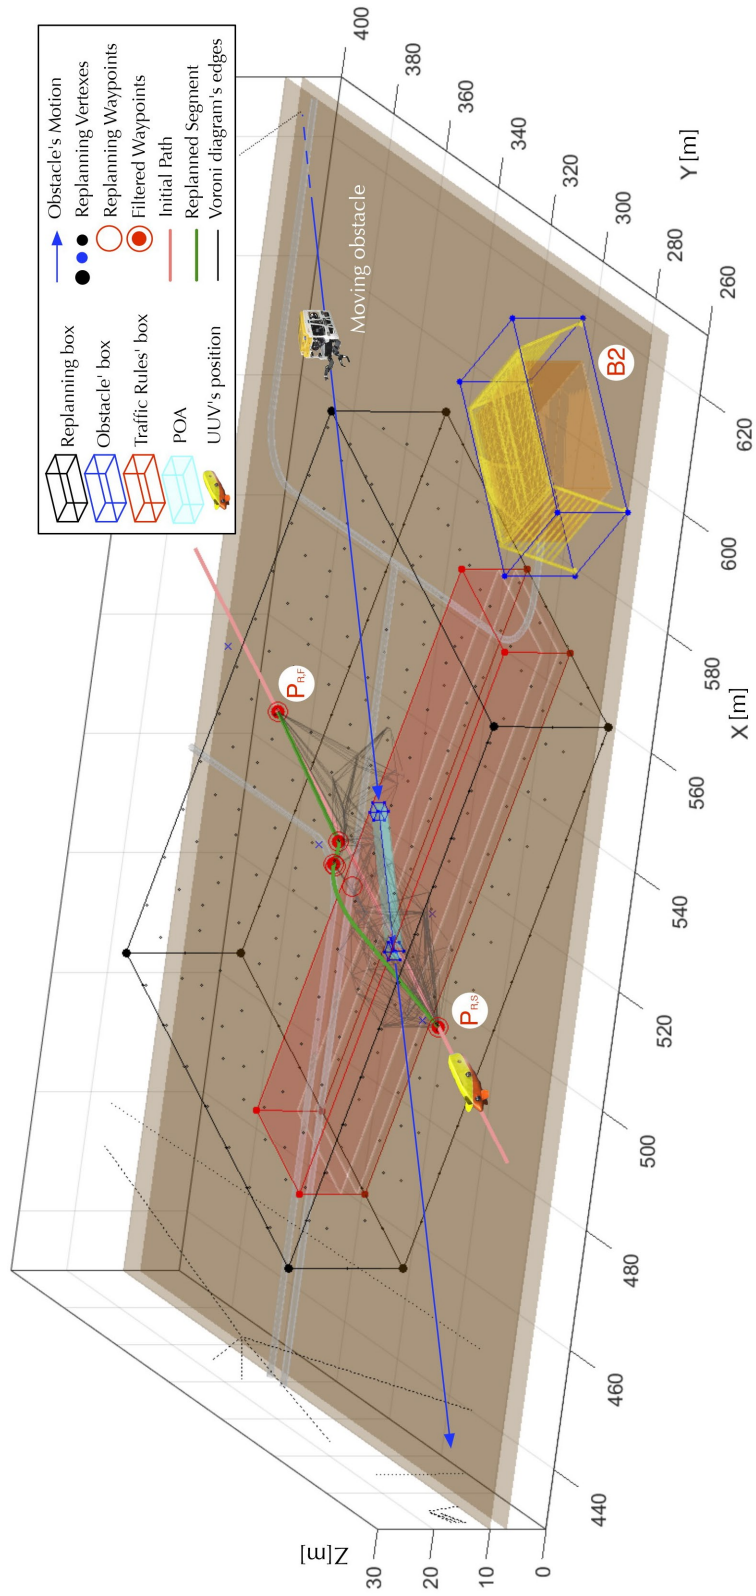 Replanning box
Obstacle' box
Traffic Rules' box
POA
UUV's position
Obstacle's Motion
Replanning Vertexes
Replanning Waypoints
Filtered Waypoints
Initial Path
Replanned Segment
Voroni diagram's edges
Moving obstacle
P R,F
P R,S
B2
Z[m]
30
20
10
0
X [m]
440
460
480
500
520
540
560
580
600
620
Y [m]
260
280
300
320
340
360
380
400